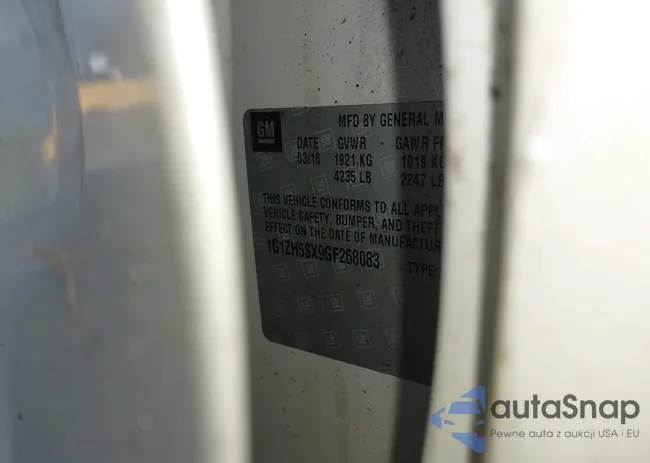 GM
MFD BY GENERAL M
DATE GVWR GAWR
03/16 1921 KG 1019 KG
4235 LB 2247 LB
THIS VEHICLE CONFORMS TO ALL APPL
VEHICLE SAFETY, BUMPER, AND THEFT
EFFECT ON THE DATE OF MANUFACTUR
1G1ZH5SX9GF268083
TYPE:
autaSnap
Pewne auta z aukcji USA i EU